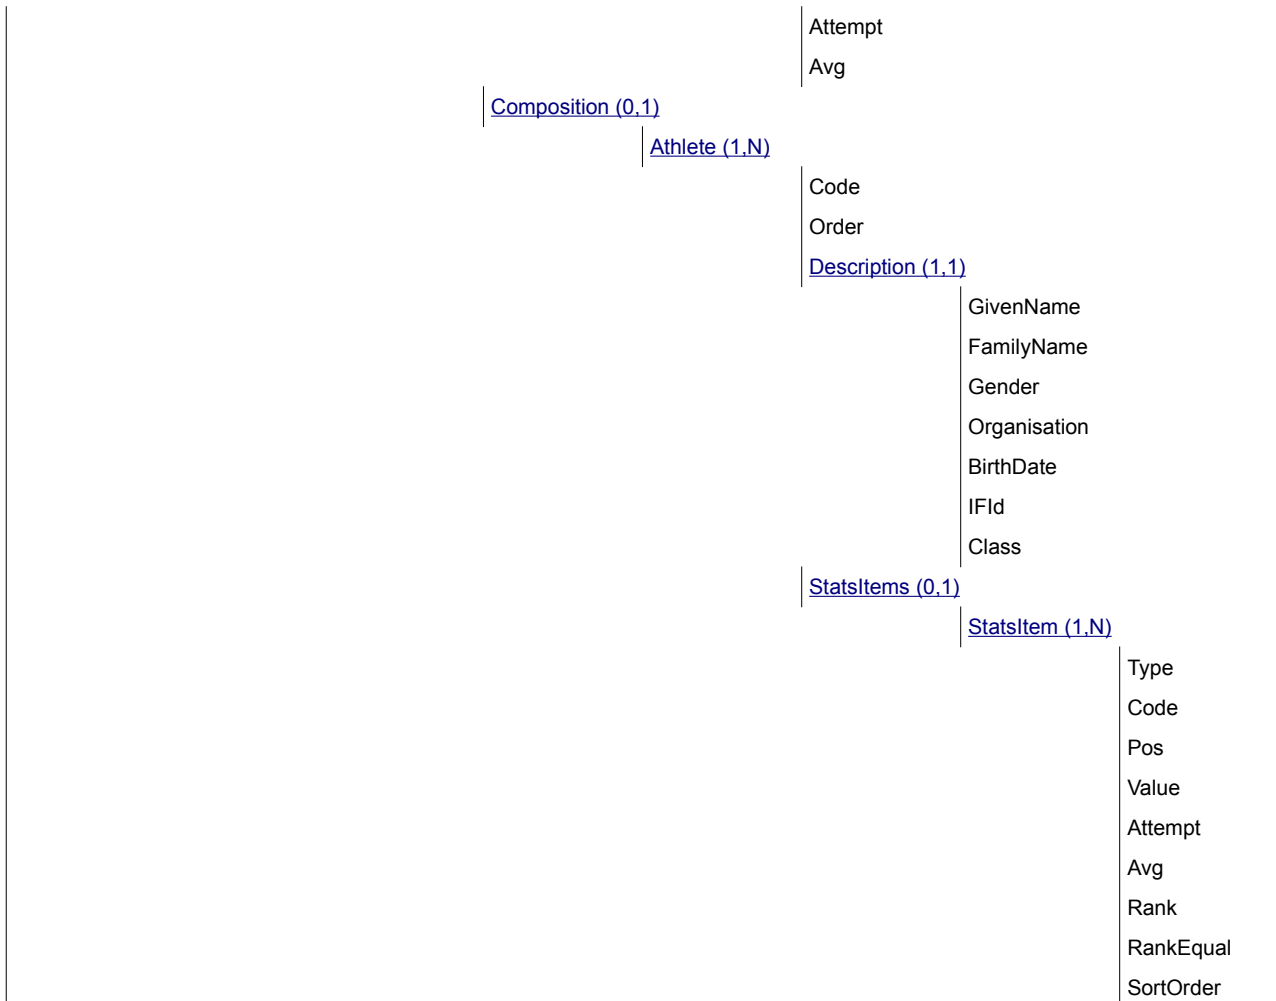 Attempt
Avg
Composition (0,1)
Athlete (1,N)
Code
Order
Description (1,1)
GivenName
FamilyName
Gender
Organisation
BirthDate
IFId
Class
StatsItems (0,1)
StatsItem (1,N)
Type
Code
Pos
Value
Attempt
Avg
Rank
RankEqual
SortOrder